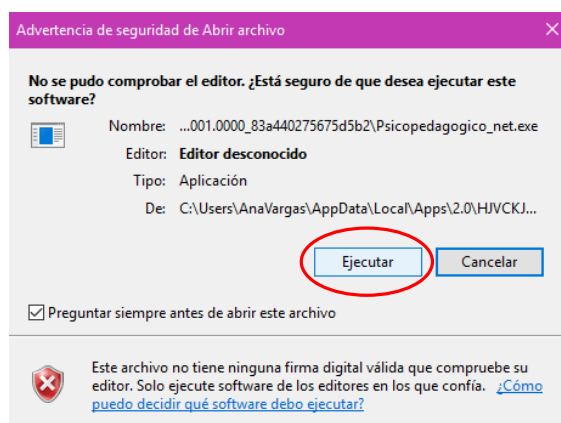 Advertencia de seguridad de Abrir archivo
No se pudo comprobar el editor. ¿Está seguro de que desea ejecutar este
software?
Nombre: ...001.0000_83a440275675d5b2\Psicopedagogico_net.exe
Editor: Editor desconocido
Tipo: Aplicación
De: C:\Users\AnaVargas\AppData\Local\Apps\2.0\HJVCKJ...
Ejecutar Cancelar
Preguntar siempre antes de abrir este archivo
Este archivo no tiene ninguna firma digital válida que compruebe su
editor. Solo ejecute software de los editores en los que confía. ¿Cómo
puedo decidir qué software debo ejecutar?